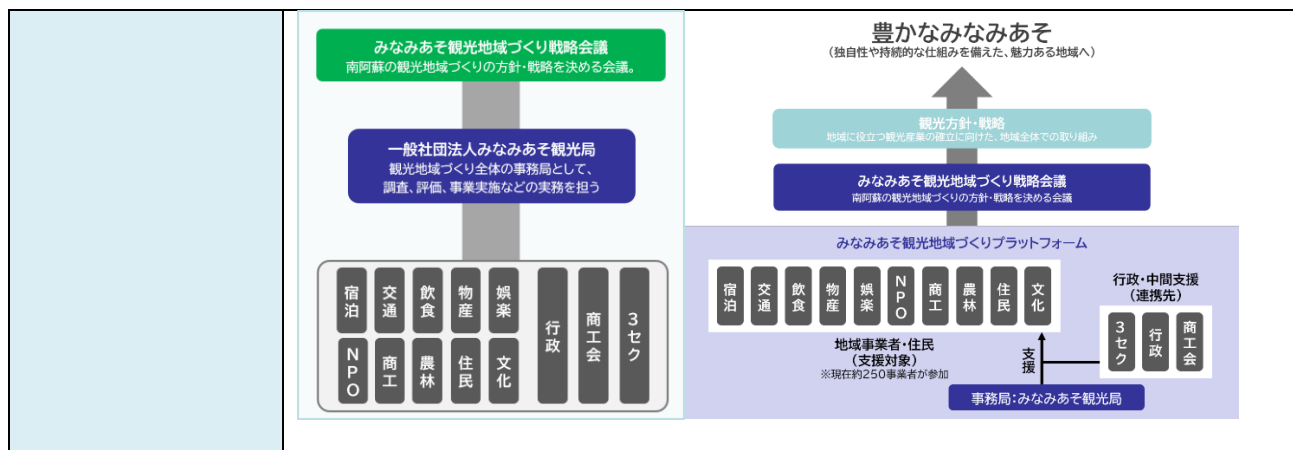 みなみあそ観光地域づくり戦略会議
南阿蘇の観光地域づくりの方針・戦略を決める会議。
一般社団法人みなみあそ観光局
観光地域づくり全体の事務局として、
調査、評価、事業実施などの実務を担う
宿泊
交通
飲食
物産
娯楽
NPO
商工
農林
住民
文化
行政
商工会
3セク
豊かなみなみあそ
(独自性や持続的な仕組みを備えた、魅力ある地域へ)
観光方針・戦略
地域に役立つ観光産業の確立に向けた、地域全体での取り組み
みなみあそ観光地域づくり戦略会議
南阿蘇の観光地域づくりの方針・戦略を決める会議
みなみあそ観光地域づくりプラットフォーム
宿泊
交通
飲食
物産
娯楽
NPO
商工
農林
住民
文化
地域事業者・住民
(支援対象)
※現在約250事業者が参加
行政・中間支援
(連携先)
3セク
行政
商工会
支援
事務局:みなみあそ観光局